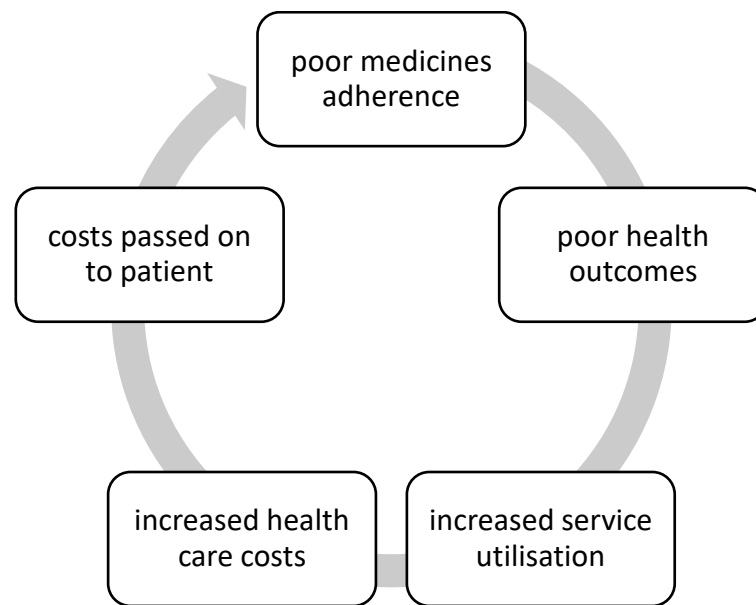 poor medicines
adherence
poor health
outcomes
increased service
utilisation
increased health
care costs
costs passed on
to patient